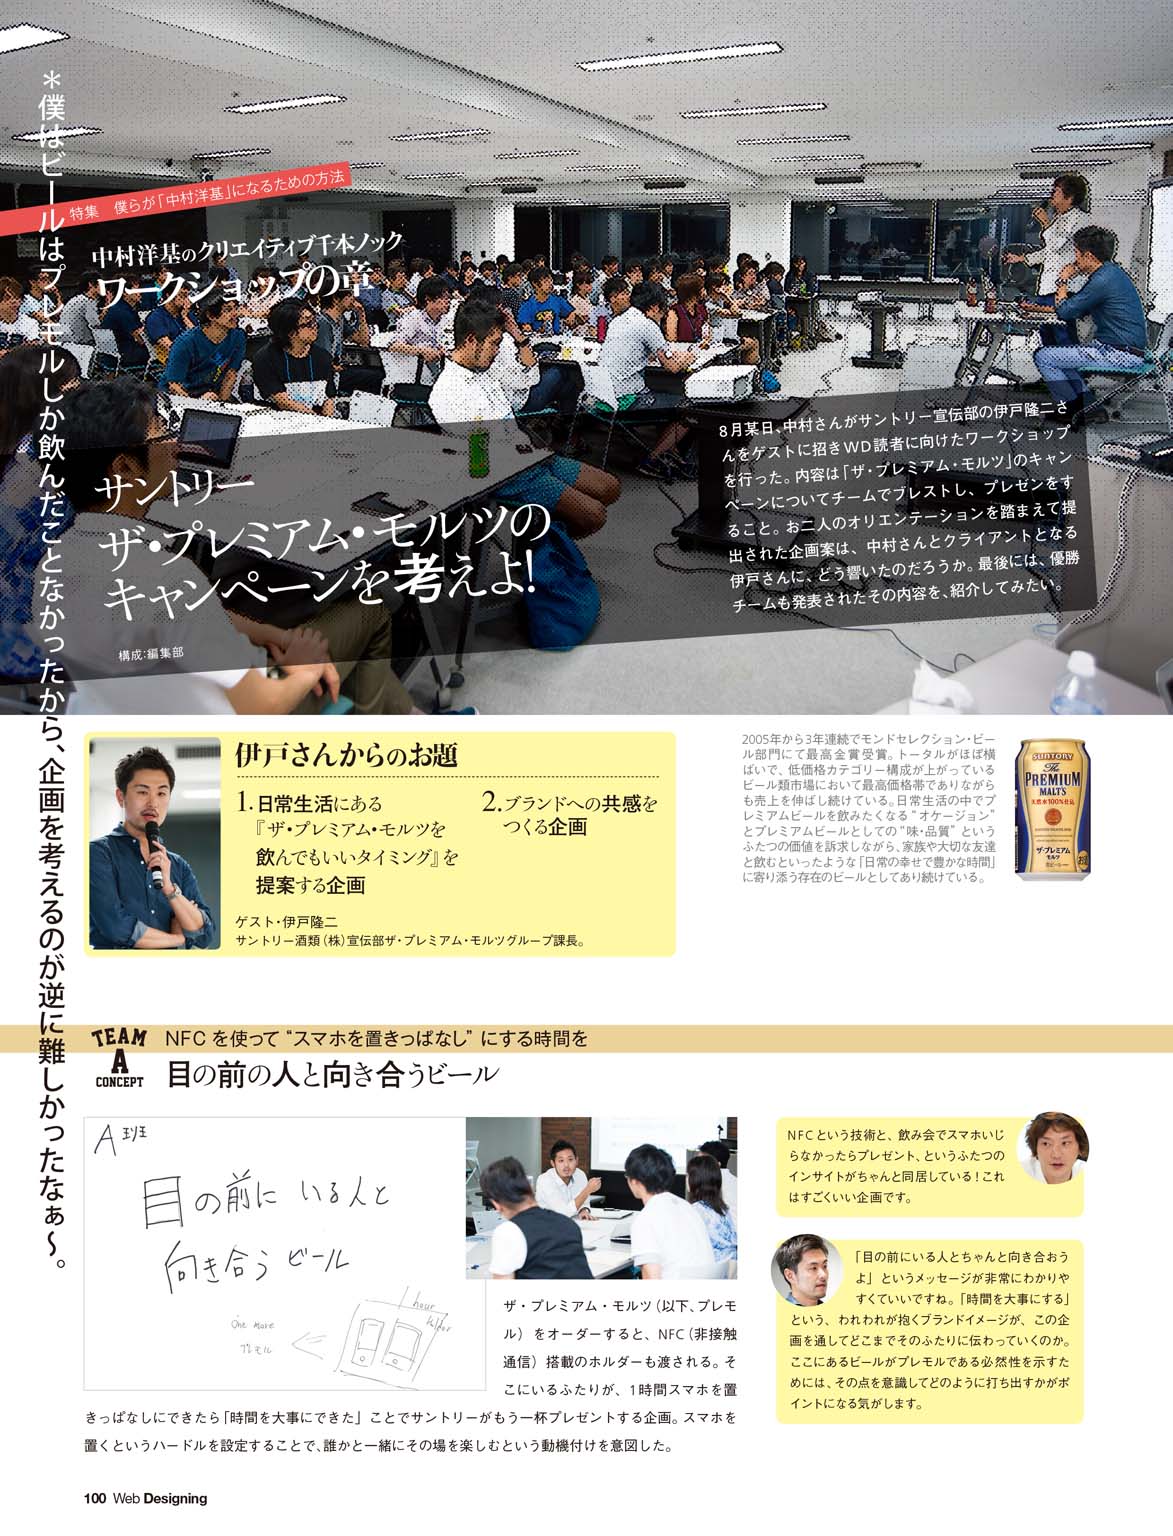 ＊僕はビールはプレモルしか飲んだことなかったから、企画を考えるのが逆に難しかったなぁ〜。
特集　僕らが「中村洋基」になるための方法
中村洋基のクリエイティブ千本ノック
ワークショップの章
サントリー
ザ・プレミアム・モルツの
キャンペーンを考えよ!
構成:編集部
8月某日、中村さんがサントリー宣伝部の伊戸隆二さ
んをゲストに招きWD読者に向けたワークショップ
を行った。内容は「ザ・プレミアム・モルツ」のキャン
ペーンについてチームでブレストし、プレゼンをす
ること。お二人のオリエンテーションを踏まえて提
出された企画案は、中村さんとクライアントとなる
伊戸さんに、どう響いたのだろうか。最後には、優勝
チームも発表されたその内容を、紹介してみたい。
伊戸さんからのお題
1.日常生活にある
『ザ・プレミアム・モルツを
飲んでもいいタイミング』を
提案する企画
2.ブランドへの共感を
つくる企画
ゲスト・伊戸隆二
サントリー酒類（株）宣伝部ザ・プレミアム・モルツグループ課長。
2005年から3年連続でモンドセレクション・ビー
ル部門にて最高金賞受賞。トータルがほぼ横
ばいで、低価格カテゴリー構成が上がっている
ビール類市場において最高価格帯でありながら
も売上を伸ばし続けている。日常生活の中でプ
レミアムビールを飲みたくなる“オケージョン”
とプレミアムビールとしての“味・品質”という
ふたつの価値を訴求しながら、家族や大切な友達
と飲むといったような「日常の幸せで豊かな時間」
に寄り添う存在のビールとしてあり続けている。
SUNTORY
The
PREMIUM
MALT'S
天然水100%仕込
ザ・プレミアム
モルツ
生ビール
お酒
TEAM
A
CONCEPT
NFCを使って“スマホを置きっぱなし”にする時間を
目の前の人と向き合うビール
A班
目の前にいる人と
向き合うビール
One more
プレモル
1 hour
ザ・プレミアム・モルツ（以下、プレモ
ル）をオーダーすると、NFC（非接触
通信）搭載のホルダーも渡される。そ
こにいるふたりが、1時間スマホを置
きっぱなしにできたら「時間を大事にできた」ことでサントリーがもう一杯プレゼントする企画。スマホを
置くというハードルを設定することで、誰かと一緒にその場を楽しむという動機付けを意図した。
NFCという技術と、飲み会でスマホいじ
らなかったらプレゼント、というふたつの
インサイトがちゃんと同居している！これ
はすごくいい企画です。
「目の前にいる人とちゃんと向き合おう
よ」というメッセージが非常にわかりや
すくていいですね。「時間を大事にする」
という、われわれが抱くブランドイメージが、この企
画を通してどこまでそのふたりに伝わっていくのか。
ここにあるビールがプレモルである必然性を示すた
めには、その点を意識してどのように打ち出すかがポ
イントになる気がします。
100 Web Designing